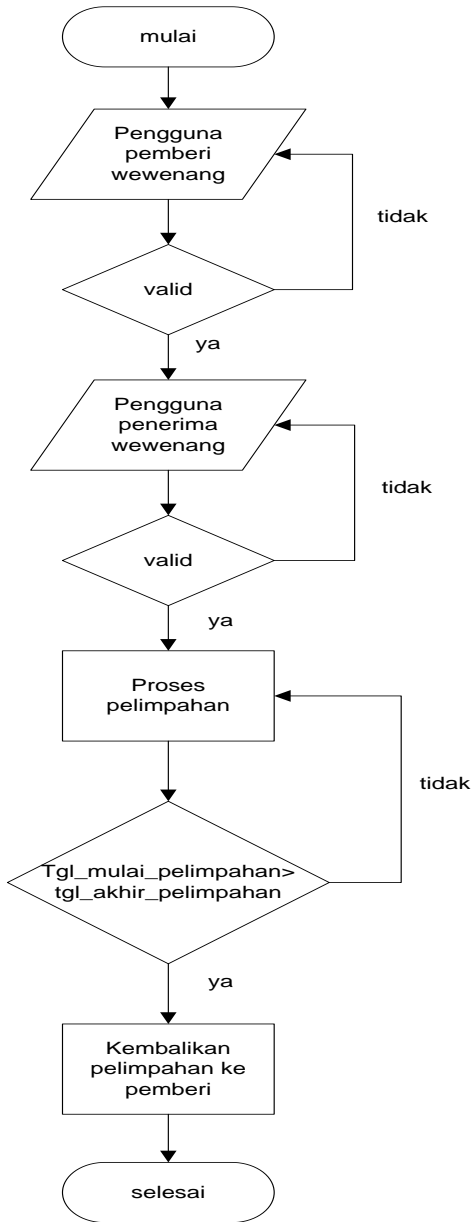 mulai
Pengguna
pemberi
wewenang
tidak
valid
ya
Pengguna
penerima
wewenang
tidak
valid
ya
Proses
pelimpahan
tidak
Tgl_mulai_pelimpahan>
tgl_akhir_pelimpahan
ya
Kembalikan
pelimpahan ke
pemberi
selesai